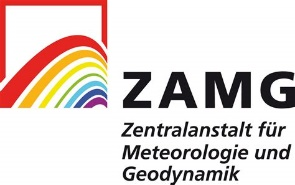 ZAMG
Zentralanstalt für
Meteorologie und
Geodynamik